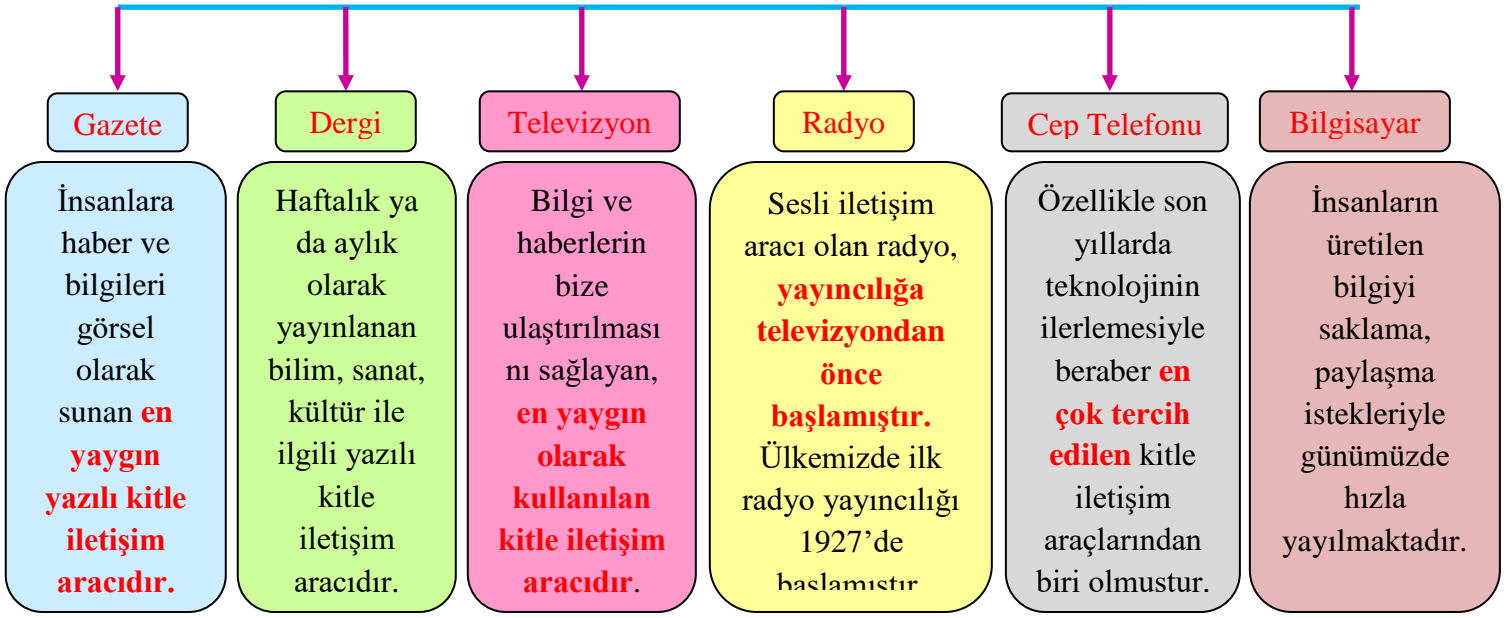 Gazete
İnsanlara
haber ve
bilgileri
görsel
olarak
sunan en
yaygın
yazılı kitle
iletişim
aracıdır.
Dergi
Haftalık ya
da aylık
olarak
yayınlanan
bilim, sanat,
kültür ile
ilgili yazılı
kitle
iletişim
aracıdır.
Televizyon
Bilgi ve
haberlerin
bize
ulaştırılması
nı sağlayan,
en yaygın
olarak
kullanılan
kitle iletişim
aracıdır.
Radyo
Sesli iletişim
aracı olan radyo,
yayıncılığa
televizyondan
önce
başlamıştır.
Ülkemizde ilk
radyo yayıncılığı
1927’de
başlamıştır
Cep Telefonu
Özellikle son
yıllarda
teknolojinin
ilerlemesiyle
beraber en
çok tercih
edilen kitle
iletişim
araçlarından
biri olmuştur.
Bilgisayar
İnsanların
üretilen
bilgiyi
saklama,
paylaşma
istekleriyle
günümüzde
hızla
yayılmaktadır.